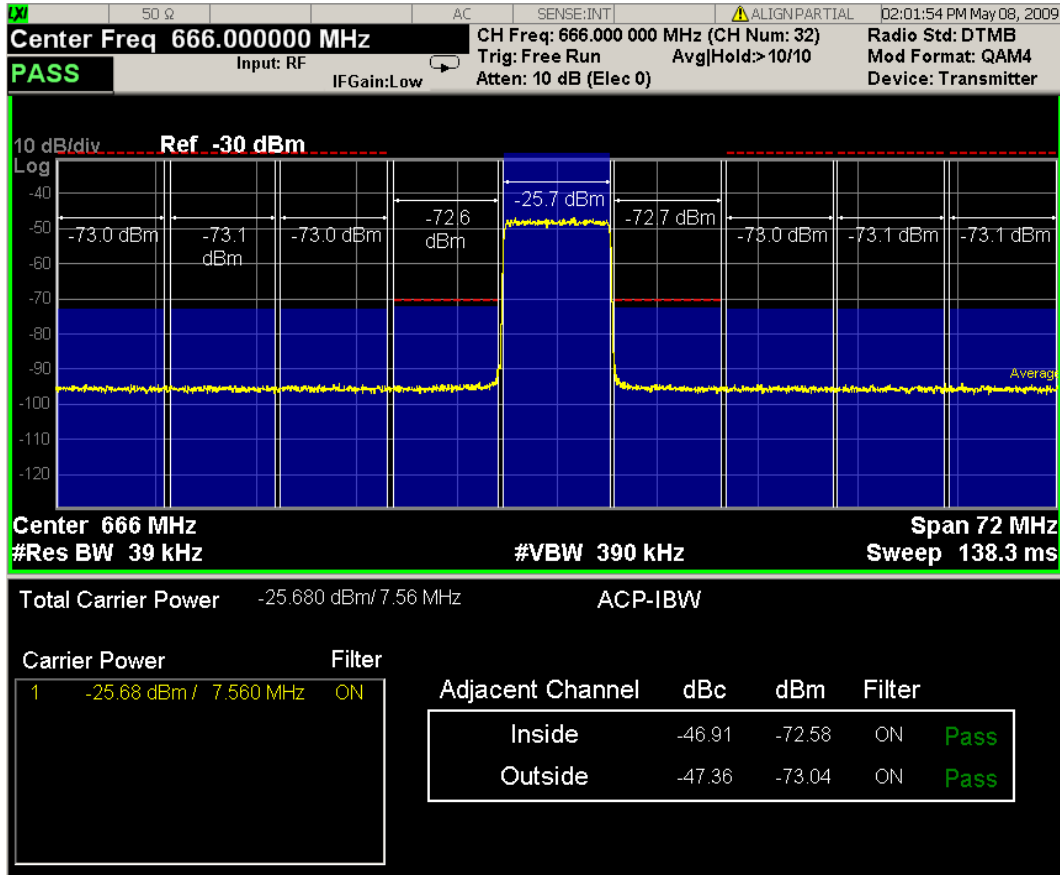 LXI 50 Ω AC SENSE:INT ALIGN PARTIAL 02:01:54 PM May 08, 2009
Center Freq 666.000000 MHz CH Freq: 666.000 000 MHz (CH Num: 32) Radio Std: DTMB
Input: RF Trig: Free Run Avg|Hold:>10/10 Mod Format: QAM4
PASS IFGain:Low Atten: 10 dB (Elec 0) Device: Transmitter
10 dB/div Ref -30 dBm
Log
-40
-50
-60
-70
-80
-90
-100
-110
-120
-73.0 dBm
-73.1
dBm
-73.0 dBm
-72.6
dBm
-25.7 dBm
-72.7 dBm
-73.0 dBm
-73.1 dBm
-73.1 dBm
Center 666 MHz Span 72 MHz
#Res BW 39 kHz #VBW 390 kHz Sweep 138.3 ms
Total Carrier Power -25.680 dBm/ 7.56 MHz ACP-IBW
Carrier Power Filter
1 -25.68 dBm / 7.560 MHz ON
Adjacent Channel dBc dBm Filter
Inside -46.91 -72.58 ON Pass
Outside -47.36 -73.04 ON Pass